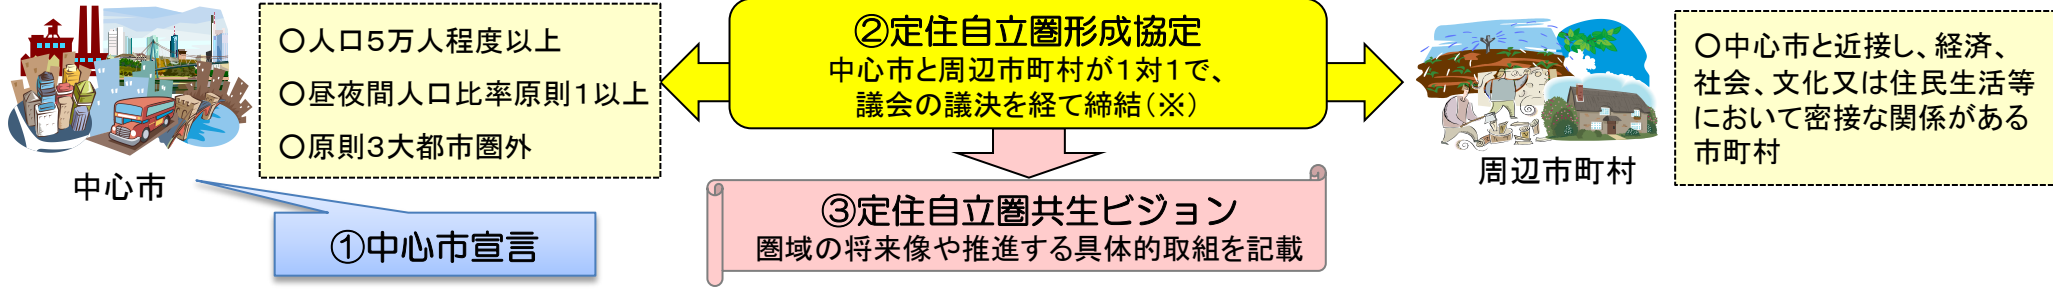 中心市
○人口5万人程度以上
○昼夜間人口比率原則1以上
○原則3大都市圏外
①中心市宣言
②定住自立圏形成協定
中心市と周辺市町村が1対1で、
議会の議決を経て締結(※)
③定住自立圏共生ビジョン
圏域の将来像や推進する具体的取組を記載
周辺市町村
○中心市と近接し、経済、
社会、文化又は住民生活等
において密接な関係がある
市町村